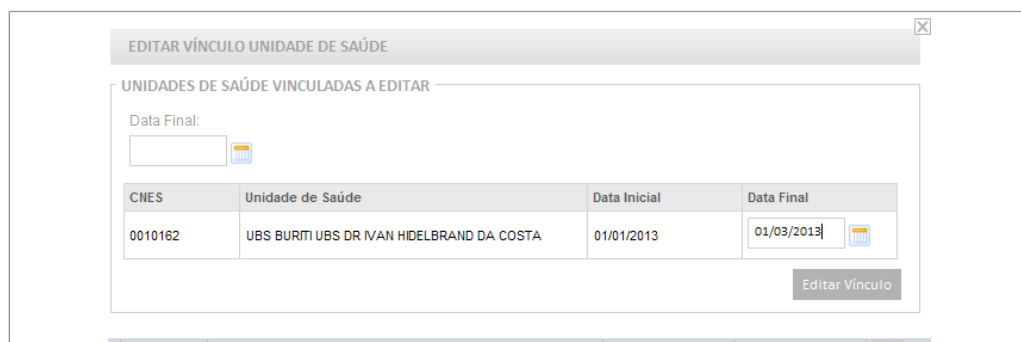 EDITAR VÍNCULO UNIDADE DE SAÚDE
UNIDADES DE SAÚDE VINCULADAS A EDITAR
Data Final:
CNES Unidade de Saúde Data Inicial Data Final
0010162 UBS BURITI UBS DR IVAN HIDELBRAND DA COSTA 01/01/2013 01/03/2013
Editar Vínculo